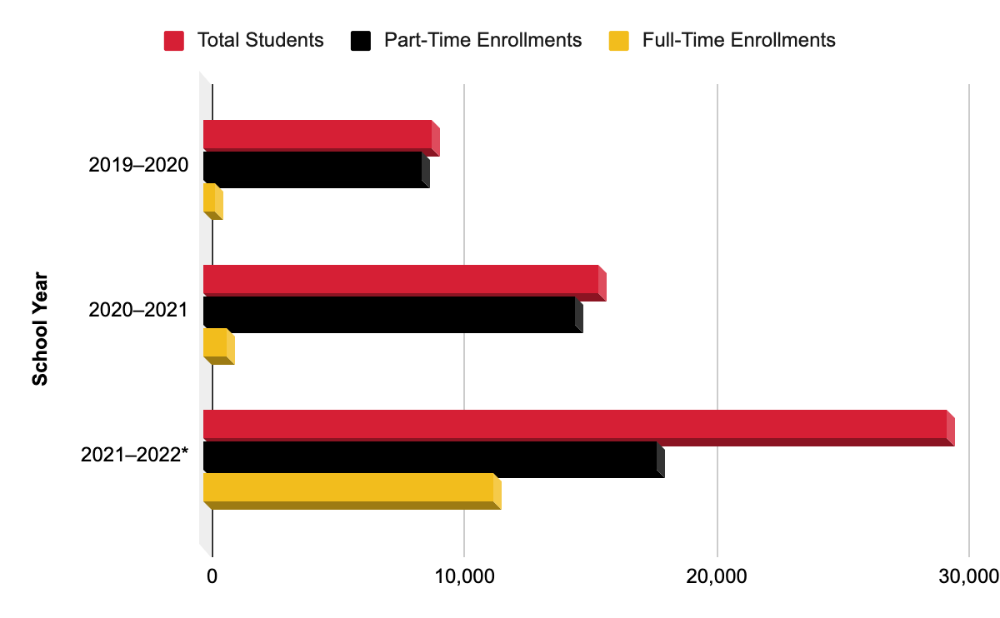 Total Students Part-Time Enrollments Full-Time Enrollments
School Year
2019–2020
2020–2021
2021–2022*
0 10,000 20,000 30,000